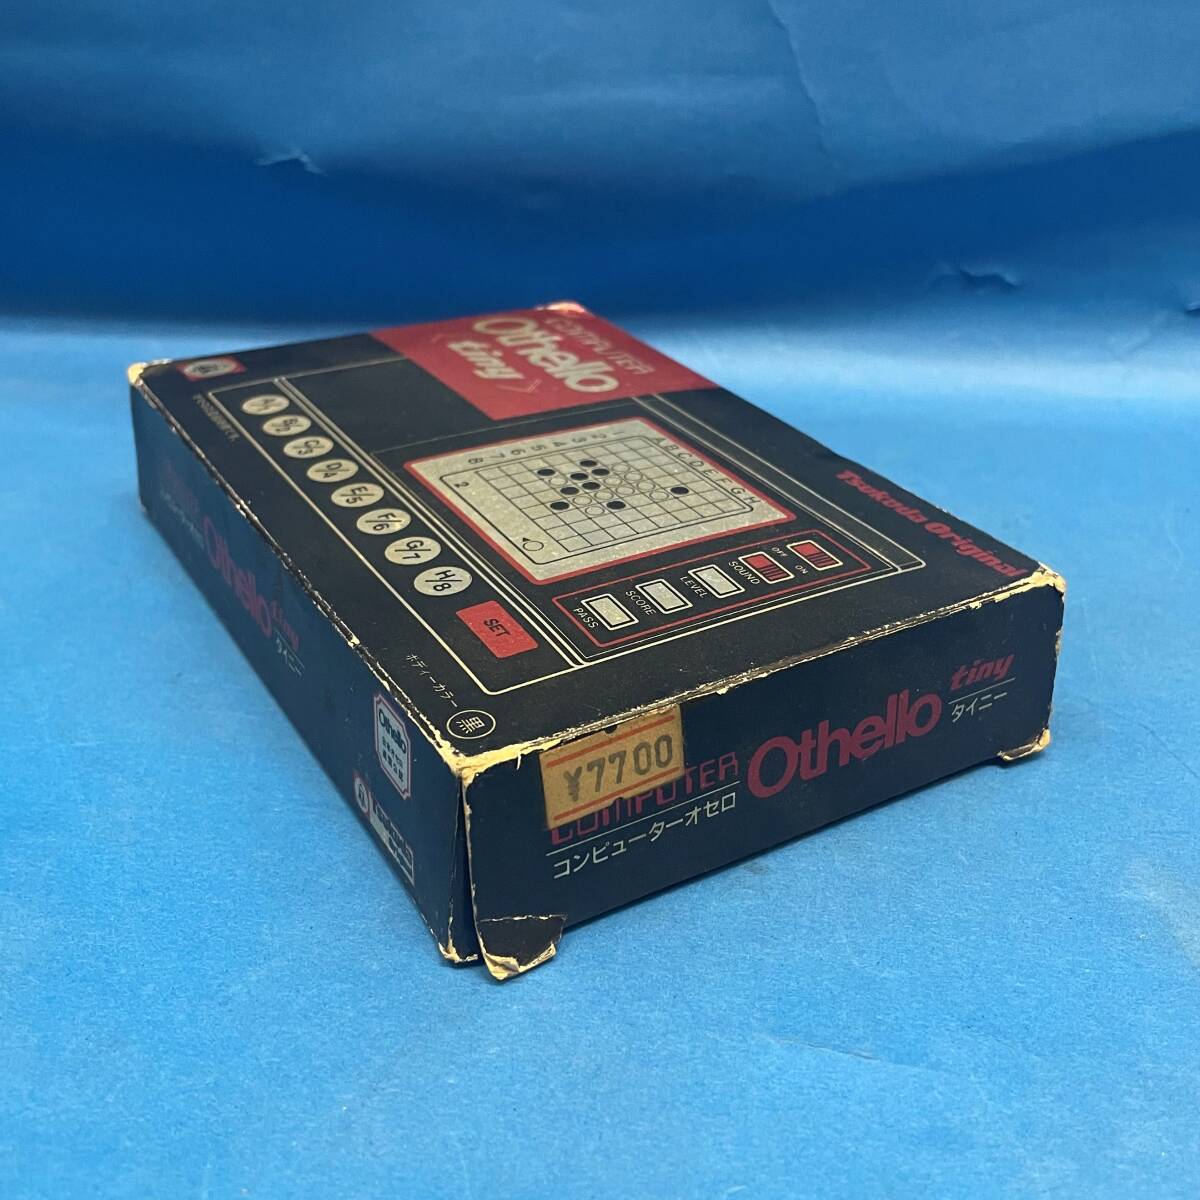 COMPUTER
Othello
《tiny》
Tsukuda Original
A/1
B/2
C/3
D/4
E/5
F/6
G/7
H/8
SET
A B C D E F G H
2 3 4 5 6 7 8
2
OFF
ON
SOUND
LEVEL
SCORE
PASS
ボディーカラー
黒
¥7700
COMPUTER
Othello
tiny
コンピューターオセロ
タイニー
Othello
tiny
タイニー
Othello